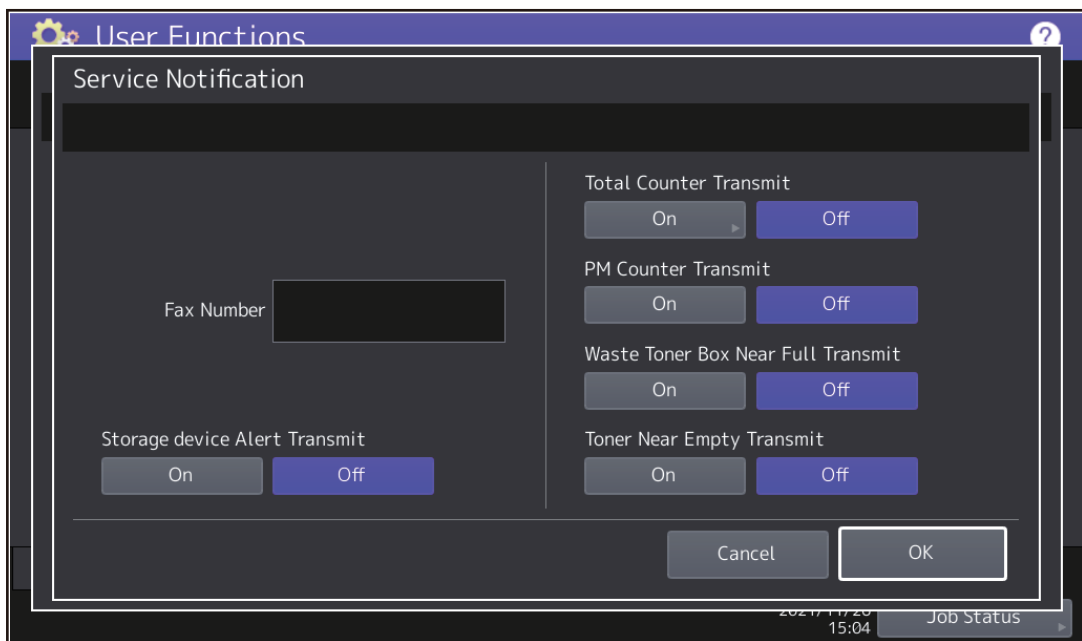 User Functions
?
Service Notification
Total Counter Transmit
On Off
PM Counter Transmit
On Off
Fax Number
Waste Toner Box Near Full Transmit
On Off
Storage device Alert Transmit
On Off
Toner Near Empty Transmit
On Off
Cancel OK
15:04
Job Status